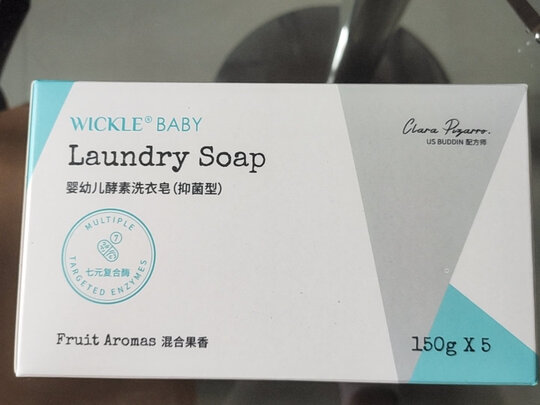 WICKLE® BABY
Laundry Soap
婴幼儿酵素洗衣皂(抑菌型)
MULTIPLE
7
七元复合酶
TARGETED ENZYMES
Fruit Aromas 混合果香
Clara Pizarro.
US BUDDIN 配方师
150g X 5